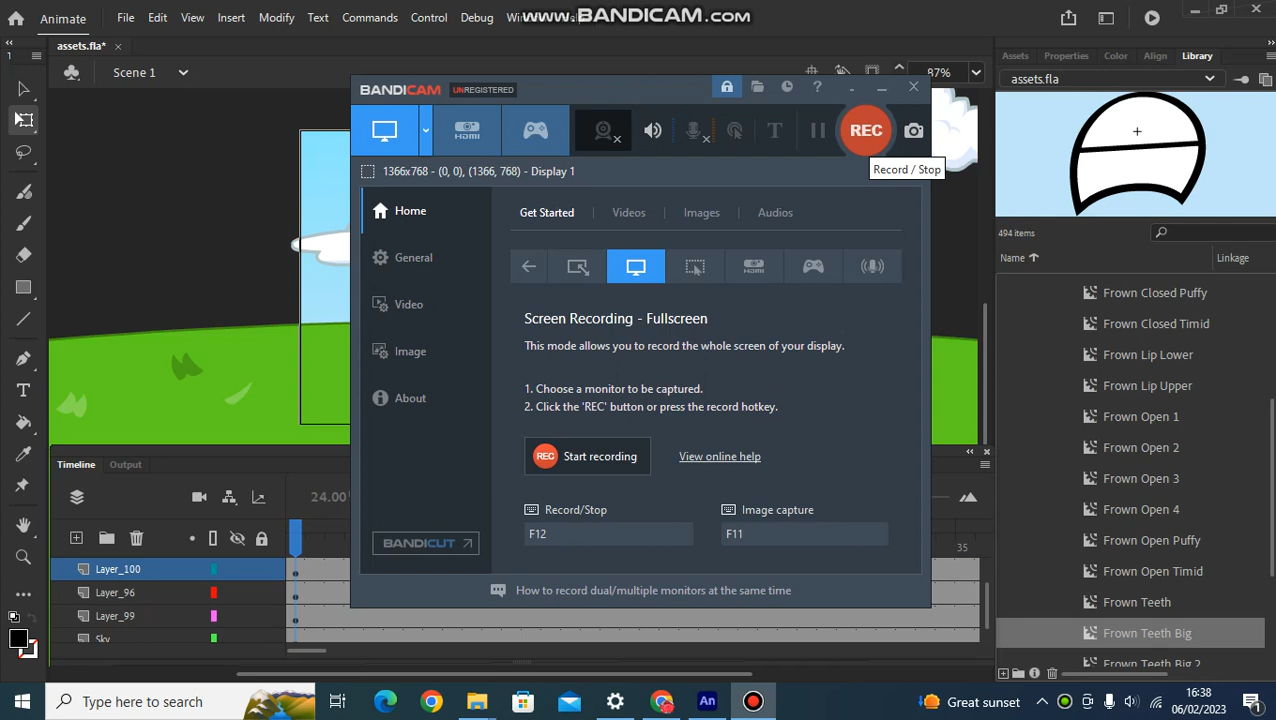 www.BANDICAM.com
Animate File Edit View Insert Modify Text Commands Control Debug
assets.fla* ×
Scene 1
87%
Assets Properties Color Align Library
assets.fla
BANDICAM UNREGISTERED
HDMI
REC
T
Record / Stop
1366x768 - (0, 0), (1366, 768) - Display 1
Home
General
Video
Image
About
Get Started Videos Images Audios
HDMI
Screen Recording - Fullscreen
This mode allows you to record the whole screen of your display.
1. Choose a monitor to be captured.
2. Click the 'REC' button or press the record hotkey.
REC Start recording
View online help
Record/Stop
Image capture
F12
F11
BANDICUT
How to record dual/multiple monitors at the same time
494 items
Name
Linkage
Frown Closed Puffy
Frown Closed Timid
Frown Lip Lower
Frown Lip Upper
Frown Open 1
Frown Open 2
Frown Open 3
Frown Open 4
Frown Open Puffy
Frown Open Timid
Frown Teeth
Frown Teeth Big
Frown Teeth Big 2
Timeline Output
24.00
35
Layer_100
Layer_96
Layer_99
Sky
Type here to search
An
Great sunset
16:38
06/02/2023
1